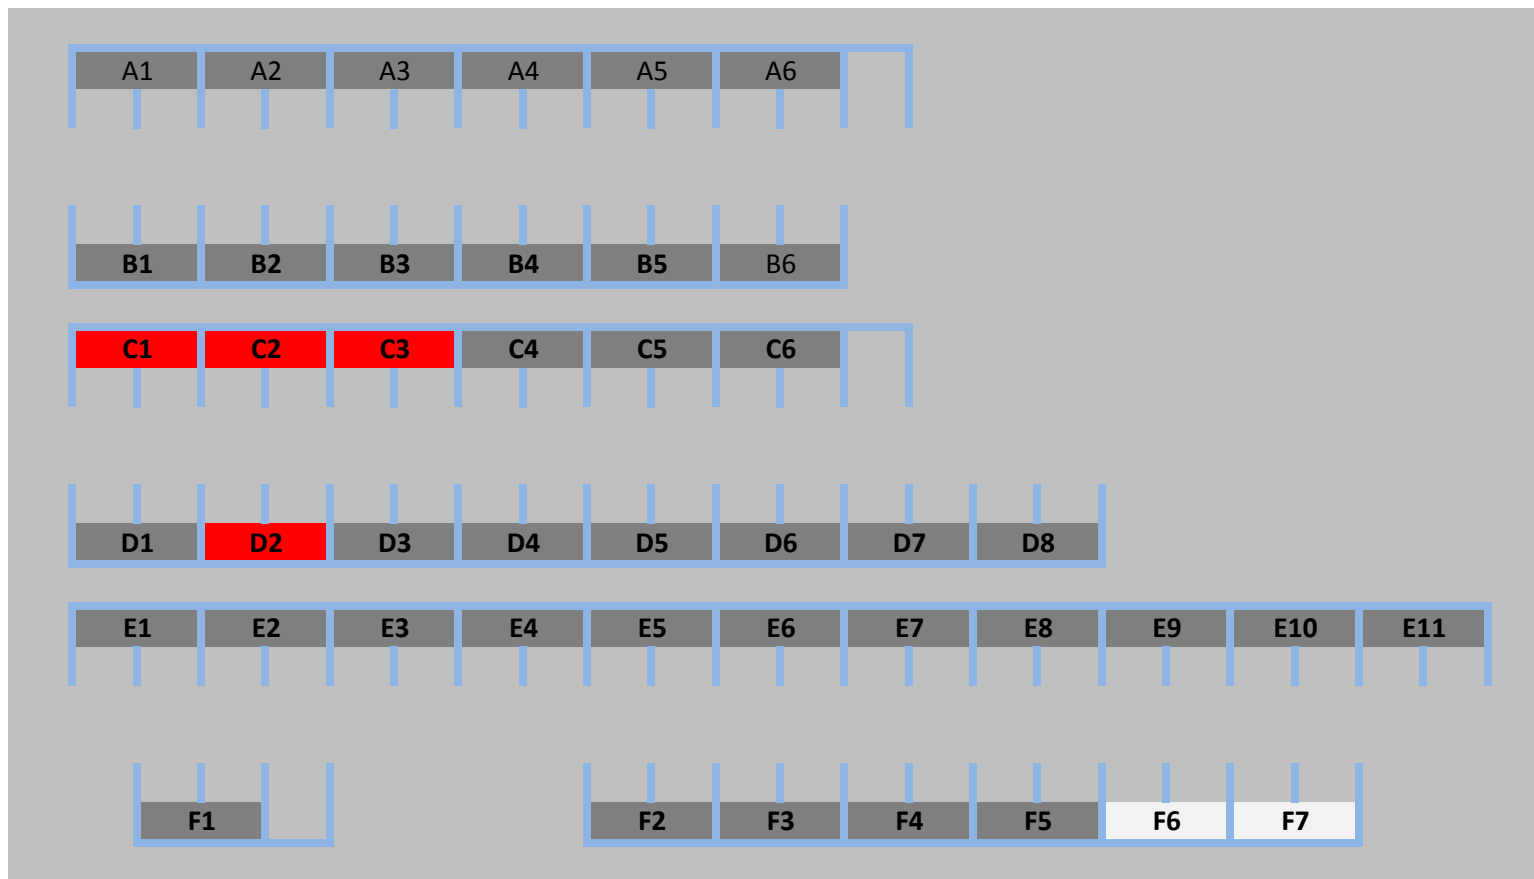 A1 A2 A3 A4 A5 A6
B1 B2 B3 B4 B5 B6
C1 C2 C3 C4 C5 C6
D1 D2 D3 D4 D5 D6 D7 D8
E1 E2 E3 E4 E5 E6 E7 E8 E9 E10 E11
F1 F2 F3 F4 F5 F6 F7